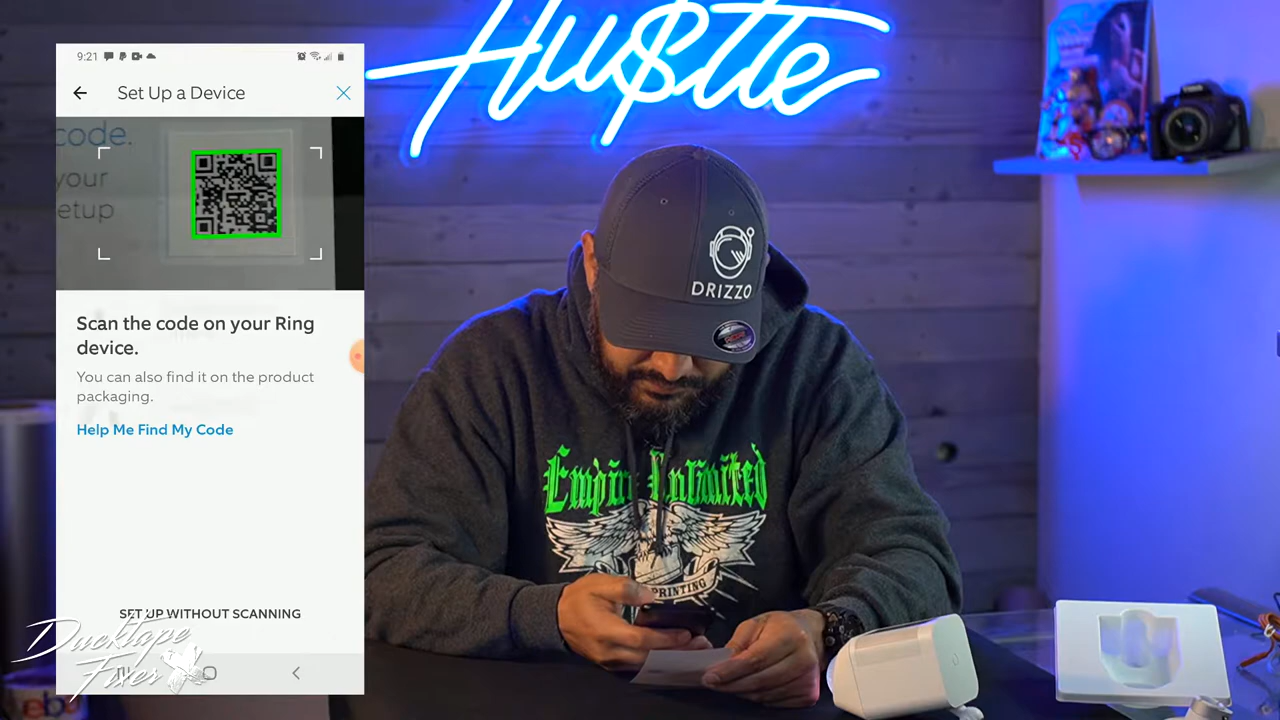 Hu$tle
9:21
Set Up a Device
code.
your
etup
Scan the code on your Ring
device.
You can also find it on the product
packaging.
Help Me Find My Code
SET UP WITHOUT SCANNING
DRIZZO
Empire Unlimited
PRINTING
Ducktape
Fixer
eb